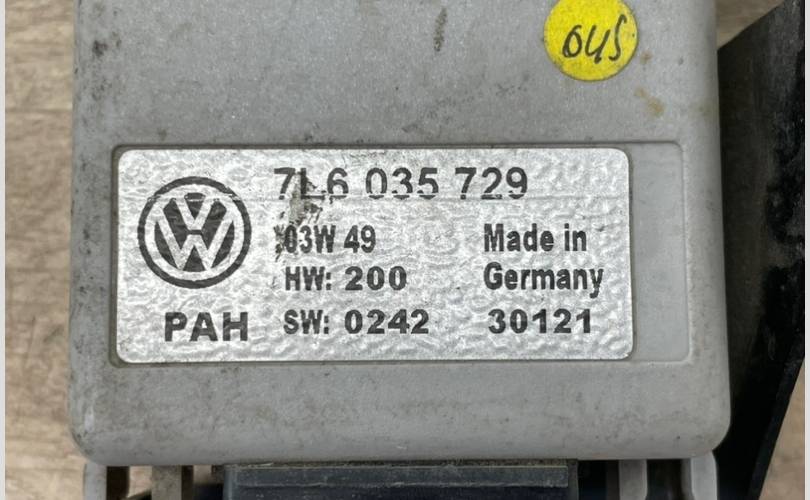 045
7L6 035 729
03W 49 Made in
HW: 200 Germany
PAH SW: 0242 30121